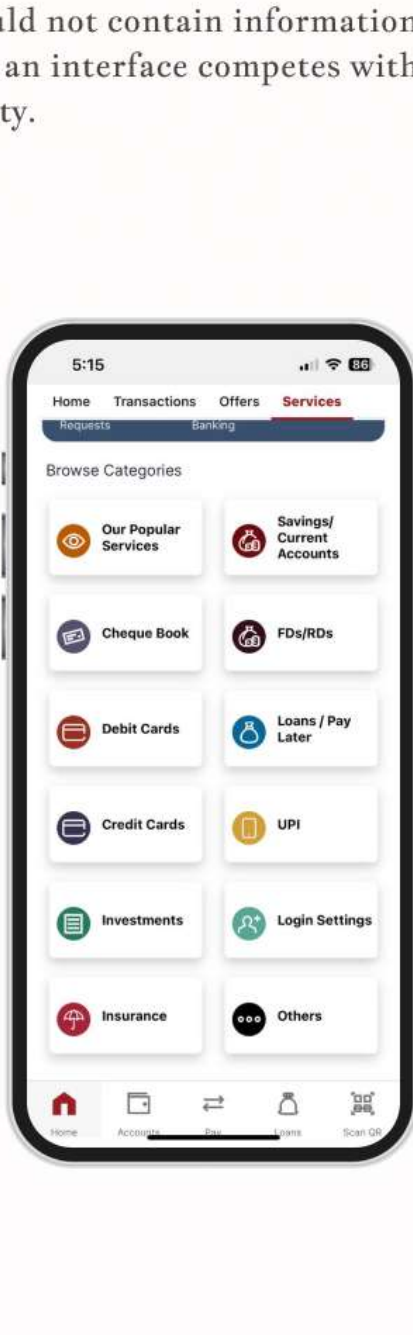 uld not contain information
an interface competes with
ty.
5:15 86
Home Transactions Offers Services
Requests Banking
Browse Categories
Our Popular
Services
Savings/
Current
Accounts
Cheque Book
FDs/RDs
Debit Cards
Loans / Pay
Later
Credit Cards
UPI
Investments
Login Settings
Insurance
Others
Home Accounts Pay Loans Scan QR